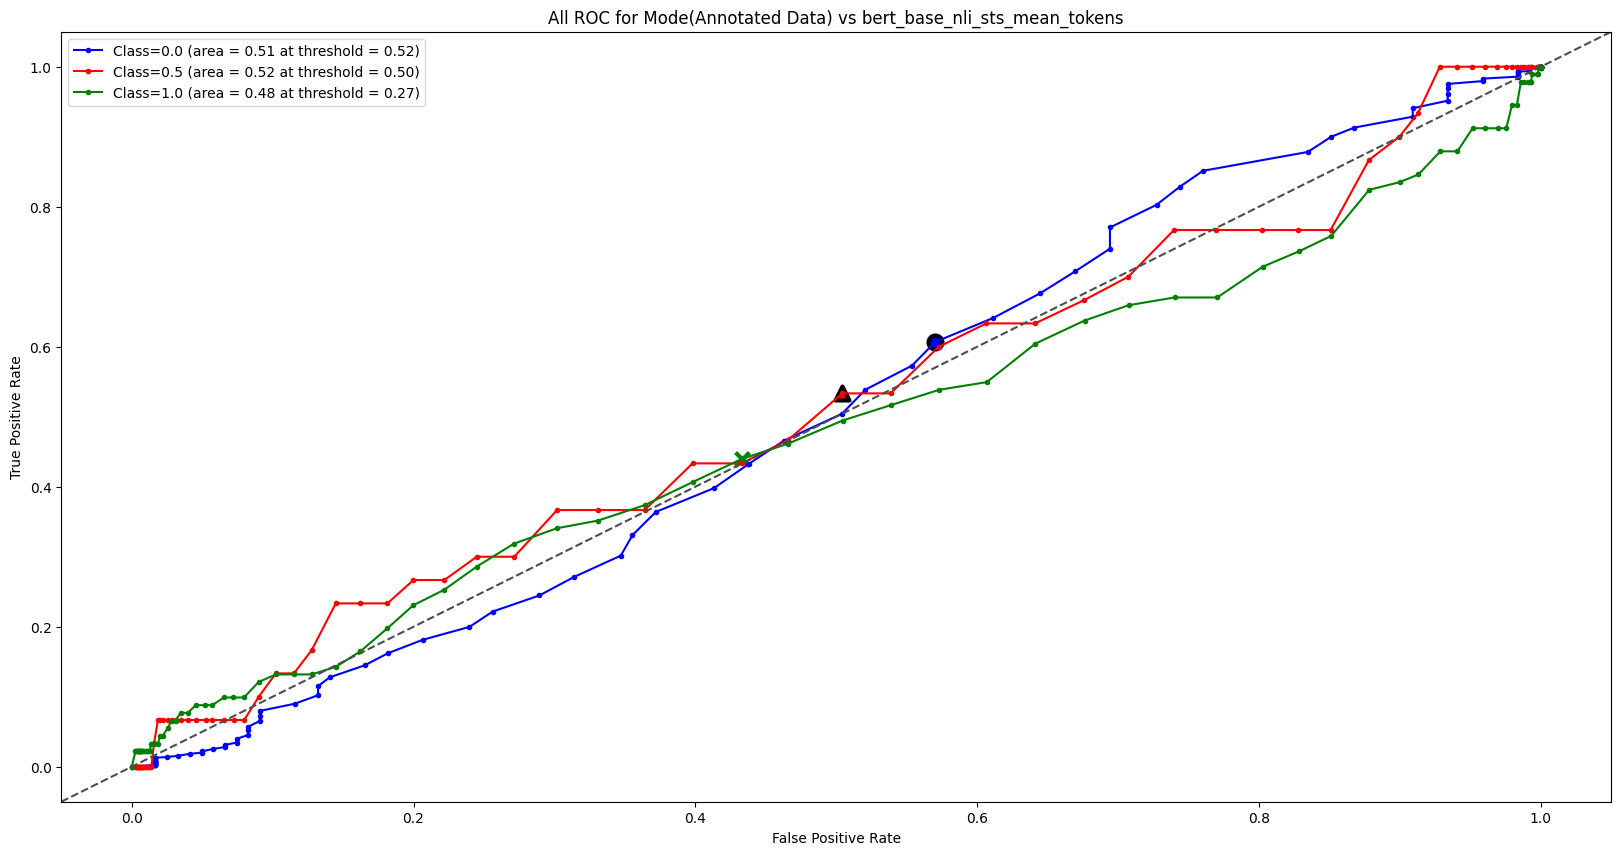 All ROC for Mode(Annotated Data) vs bert_base_nli_sts_mean_tokens
Class=0.0 (area = 0.51 at threshold = 0.52)
Class=0.5 (area = 0.52 at threshold = 0.50)
Class=1.0 (area = 0.48 at threshold = 0.27)
True Positive Rate
1.0
0.8
0.6
0.4
0.2
0.0
0.0 0.2 0.4 0.6 0.8 1.0
False Positive Rate